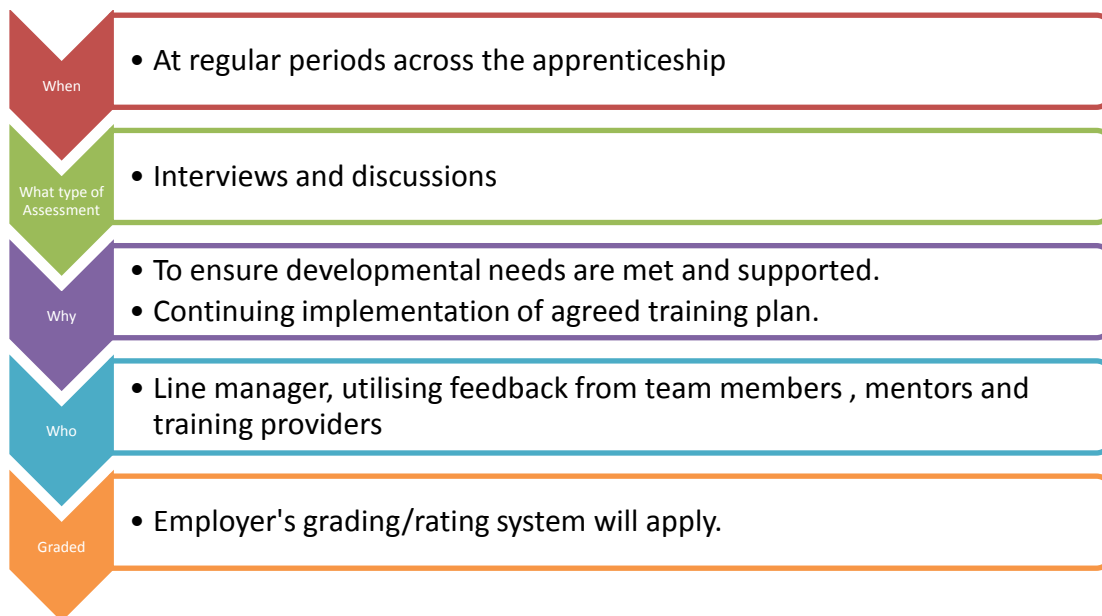 When
• At regular periods across the apprenticeship
What type of
Assessment
• Interviews and discussions
Why
• To ensure developmental needs are met and supported.
• Continuing implementation of agreed training plan.
Who
• Line manager, utilising feedback from team members , mentors and
training providers
Graded
• Employer's grading/rating system will apply.